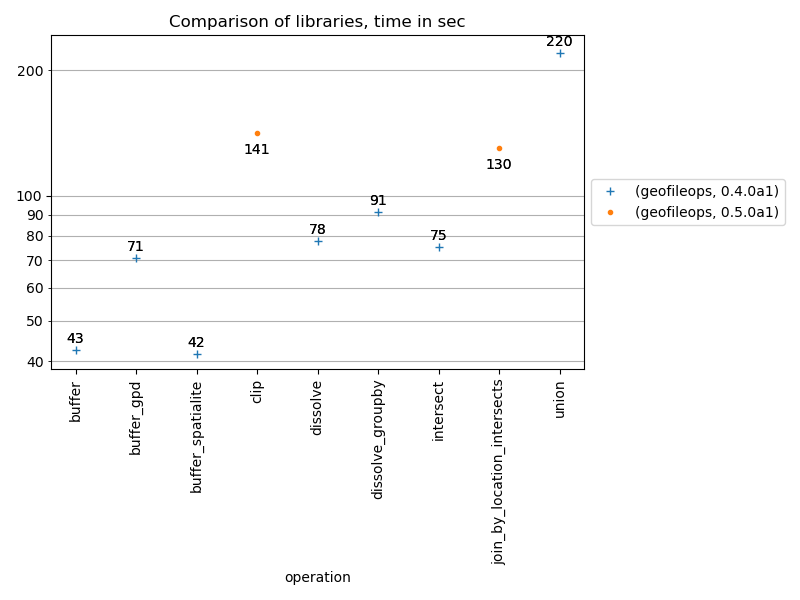 Comparison of libraries, time in sec
200
100
90
80
70
60
50
40
220
141
130
91
78
75
71
43
42
(geofileops, 0.4.0a1)
(geofileops, 0.5.0a1)
buffer
buffer_gpd
buffer_spatialite
clip
dissolve
dissolve_groupby
intersect
join_by_location_intersects
union
operation